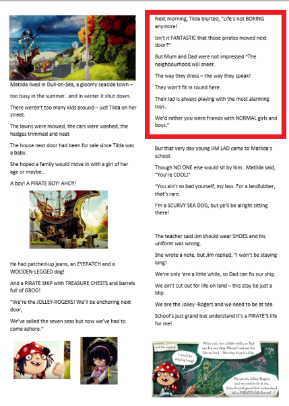 Matilda lived in Dull-on-Sea, a gloomy seaside town –
too busy in the summer...and in winter it shut down.
There weren't too many kids around – just Tilda on her
street.
The lawns were mowed, the cars were washed, the
hedges trimmed and neat
The house next door had been for sale since Tilda was
a baby.
She hoped a family would move in with a girl of her
age or maybe...
A boy! A PIRATE BOY! AHOY!
He had patched-up jeans, an EYEPATCH and a
WOODEN-LEGGED dog!
And a PIRATE SHIP with TREASURE CHESTS and barrels
full of GROG!
"We're the JOLLEY-ROGERS! We'll be anchoring next
door,
We've sailed the seven seas but now we've had to
come ashore."
Next morning, Tilda blurted, "Life's not BORING
anymore!
Isn't it FANTASTIC that those pirates moved next
door?"
But Mum and Dad were not impressed "The
neighbourhood will sneer.
The way they dress – the way they speak!
They won't fit in round here.
Their lad is always playing with the most alarming
toys...
We'd rather you were friends with NORMAL girls and
boys."
But that very day young JIM LAD came to Matilda's
school.
Though NO ONE else would sit by him...Matilda said,
"You're COOL!"
"You ain't so bad yourself, my lass. For a landlubber,
that's rare.
I'm a SCURVY SEA DOG, but ye'll be alright sitting
there!
The teacher said Jim should wear SHOES and his
uniform was wrong.
She wrote a note, but Jim replied, "I won't be staying
long!
We're only 'ere a little while, so Dad can fix our ship.
We ain't cut out for life on land – this stay be just a
blip.
We are the Jolley-Rogers and we need to be at sea.
School's just grand but understand it's a PIRATE'S life
for me!